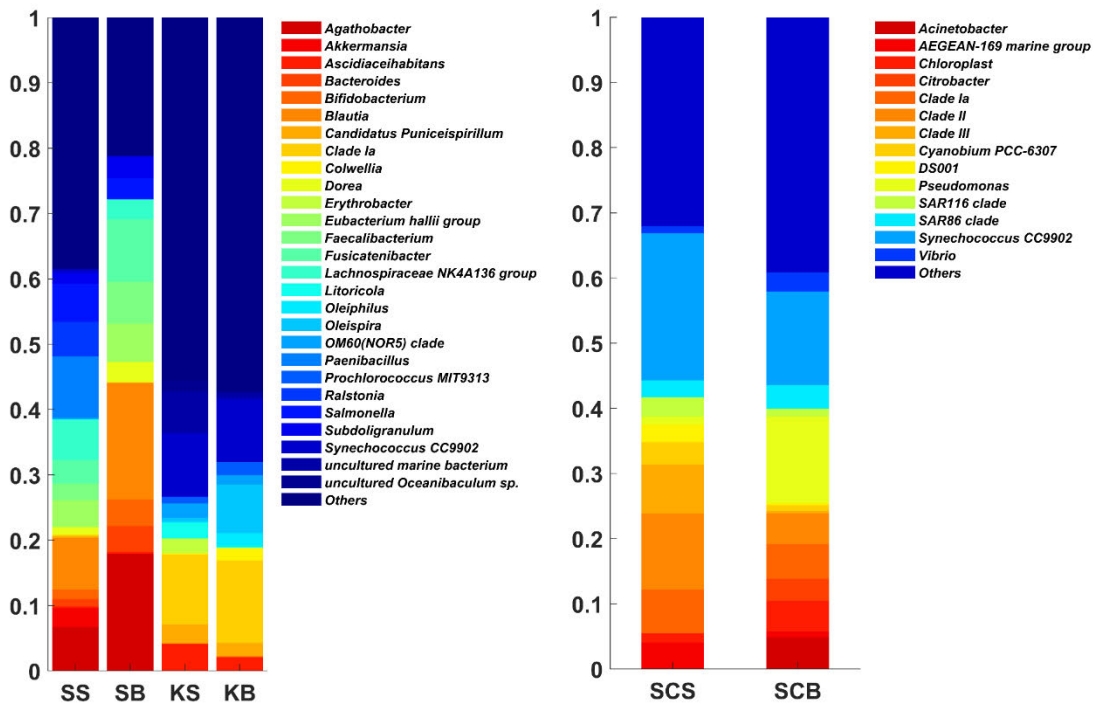 1
0.9
0.8
0.7
0.6
0.5
0.4
0.3
0.2
0.1
0
SS SB KS KB
Agathobacter
Akkermansia
Ascidiaceihabitans
Bacteroides
Bifidobacterium
Blautia
Candidatus Puniceispirillum
Clade Ia
Colwellia
Dorea
Erythrobacter
Eubacterium hallii group
Faecalibacterium
Fusicatenibacter
Lachnospiraceae NK4A136 group
Litoricola
Oleiphilus
Oleispira
OM60(NOR5) clade
Paenibacillus
Prochlorococcus MIT9313
Ralstonia
Salmonella
Subdoligranulum
Synechococcus CC9902
uncultured marine bacterium
uncultured Oceanibaculum sp.
Others
1
0.9
0.8
0.7
0.6
0.5
0.4
0.3
0.2
0.1
0
SCS SCB
Acinetobacter
AEGEAN-169 marine group
Chloroplast
Citrobacter
Clade Ia
Clade II
Clade III
Cyanobium PCC-6307
DS001
Pseudomonas
SAR116 clade
SAR86 clade
Synechococcus CC9902
Vibrio
Others